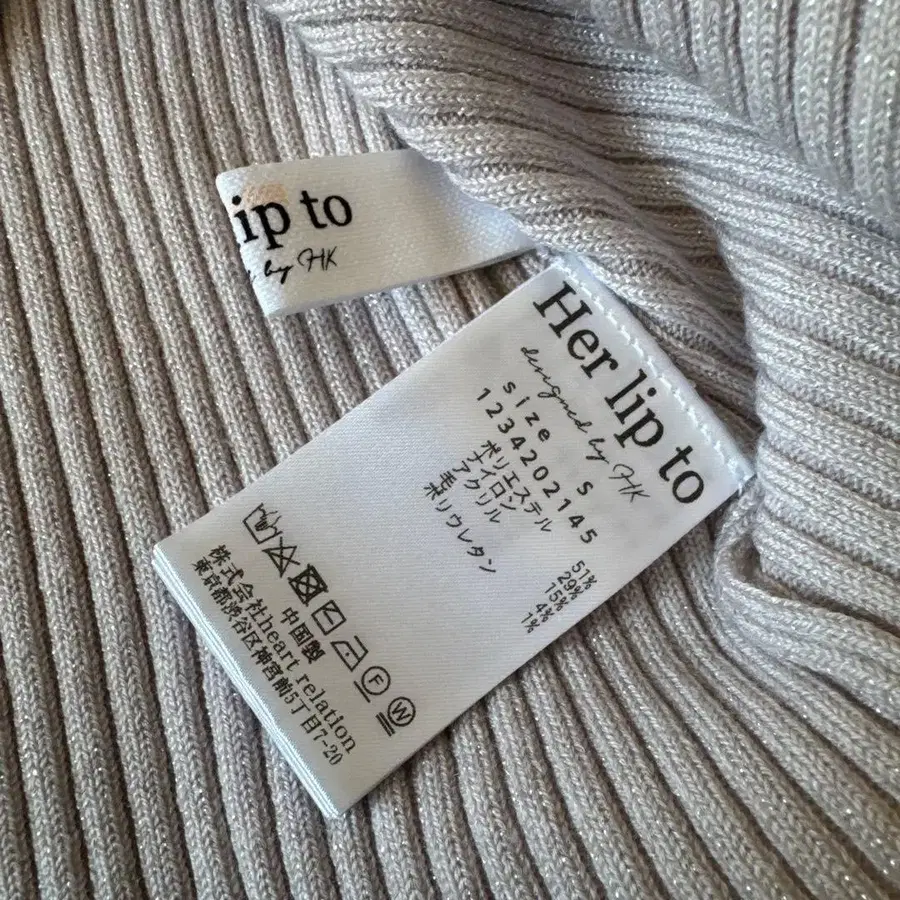 ip to
by HK
Her lip to
designed by HK
size S
1234202145
ポリエステル 51%
ナイロン 29%
アクリル 15%
毛 4%
ポリウレタン 1%
F W
中国製
株式会社heart relation
東京都渋谷区神宮前5丁目7-20